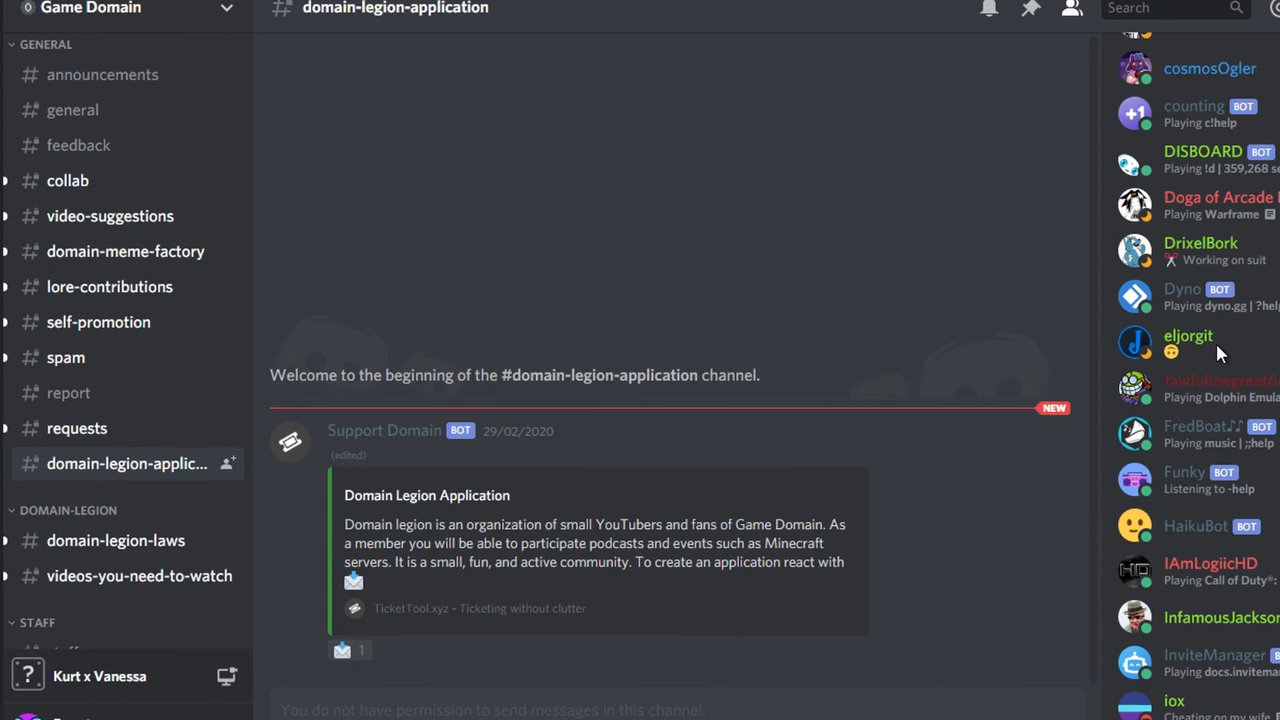 Game Domain
GENERAL
announcements
general
feedback
collab
video-suggestions
domain-meme-factory
lore-contributions
self-promotion
spam
report
requests
domain-legion-applic...
DOMAIN-LEGION
domain-legion-laws
videos-you-need-to-watch
STAFF
? Kurt x Vanessa
domain-legion-application
Welcome to the beginning of the #domain-legion-application channel.
NEW
Support Domain BOT 29/02/2020
(edited)
Domain Legion Application
Domain legion is an organization of small YouTubers and fans of Game Domain. As
a member you will be able to participate podcasts and events such as Minecraft
servers. It is a small, fun, and active community. To create an application react with
TicketTool.xyz - Ticketing without clutter
1
You do not have permission to send messages in this channel.
Search
cosmosOgler
+1 counting BOT
Playing c!help
DISBOARD BOT
Playing !d | 359,268 se
Doga of Arcade
Playing Warframe
DrixelBork
Working on suit
Dyno BOT
Playing dyno.gg | ?hel
eljorgit
Playing Dolphin Emula
FredBoat♪♪ BOT
Playing music | ;;help
Funky BOT
Listening to -help
HaikuBot BOT
HD IAmLogiicHD
Playing Call of Duty®:
InfamousJackson
InviteManager
Playing docs.invitema
iox
Cheating on my wife